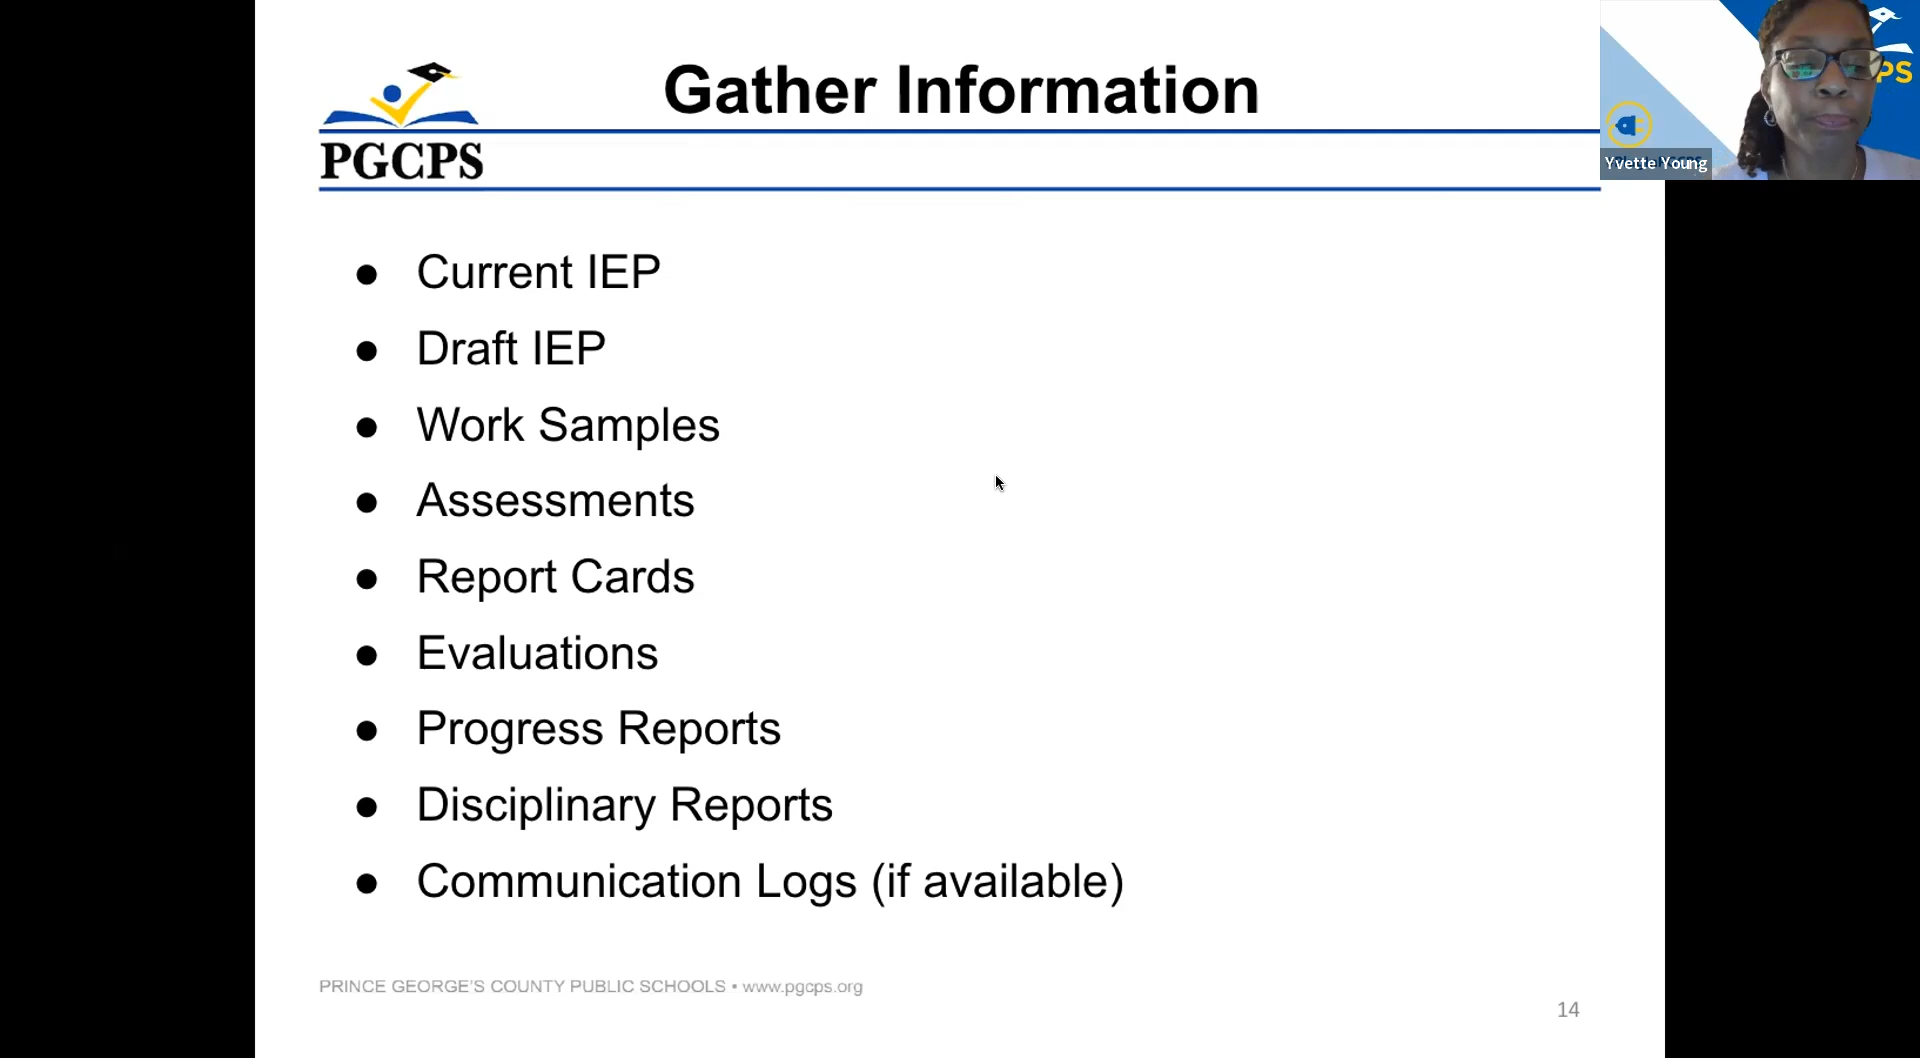 Gather Information
PGCPS
PS
Yvette Young
● Current IEP
● Draft IEP
● Work Samples
● Assessments
● Report Cards
● Evaluations
● Progress Reports
● Disciplinary Reports
● Communication Logs (if available)
PRINCE GEORGE'S COUNTY PUBLIC SCHOOLS • www.pgcps.org
14